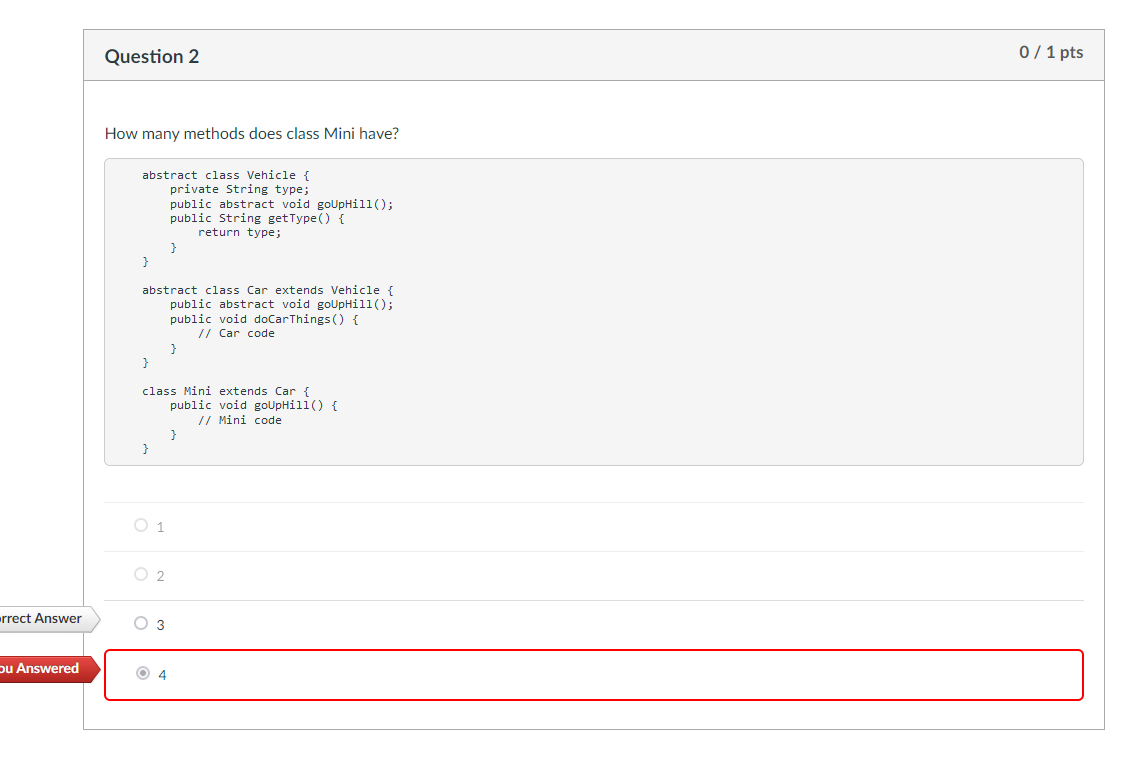 Question 2
0 / 1 pts
How many methods does class Mini have?
abstract class Vehicle {
    private String type;
    public abstract void goUpHill();
    public String getType() {
        return type;
    }
}
abstract class Car extends Vehicle {
    public abstract void goUpHill();
    public void doCarThings() {
        // Car code
    }
}
class Mini extends Car {
    public void goUpHill() {
        // Mini code
    }
}
1
2
rrect Answer
3
ou Answered
4